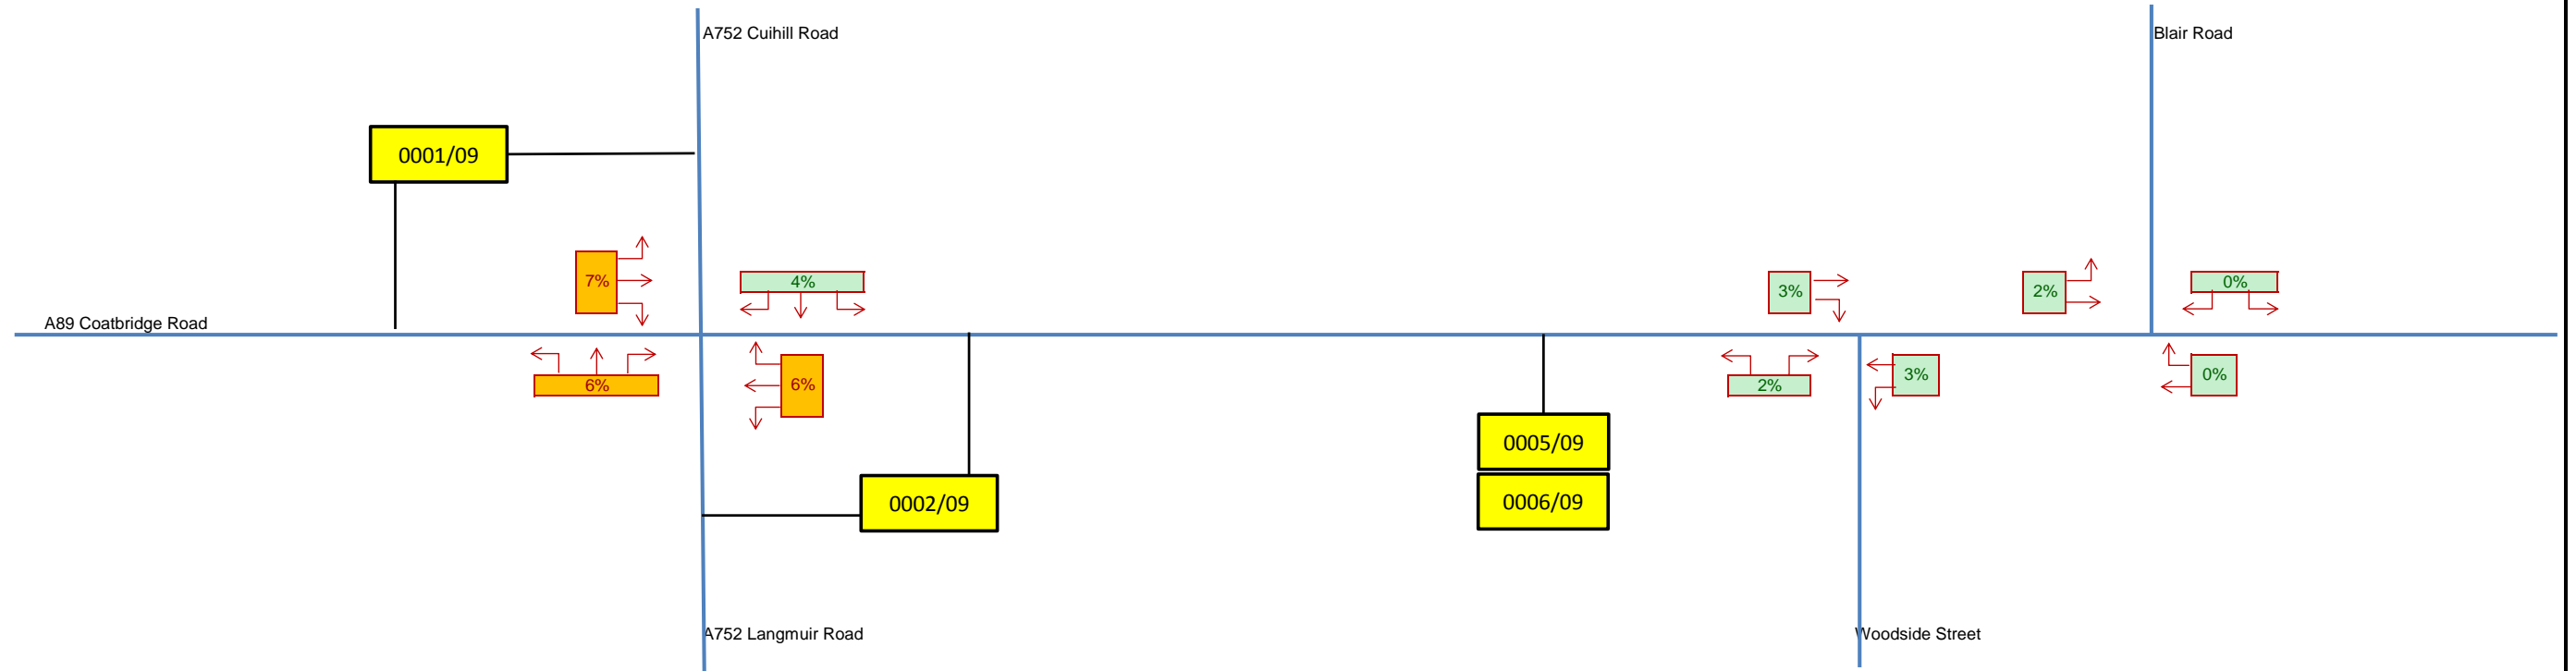 A752 Cuihill Road
Blair Road
0001/09
7%
4%
3%
2%
0%
A89 Coatbridge Road
6%
6%
2%
3%
0%
0005/09
0002/09
0006/09
A752 Langmuir Road
Woodside Street